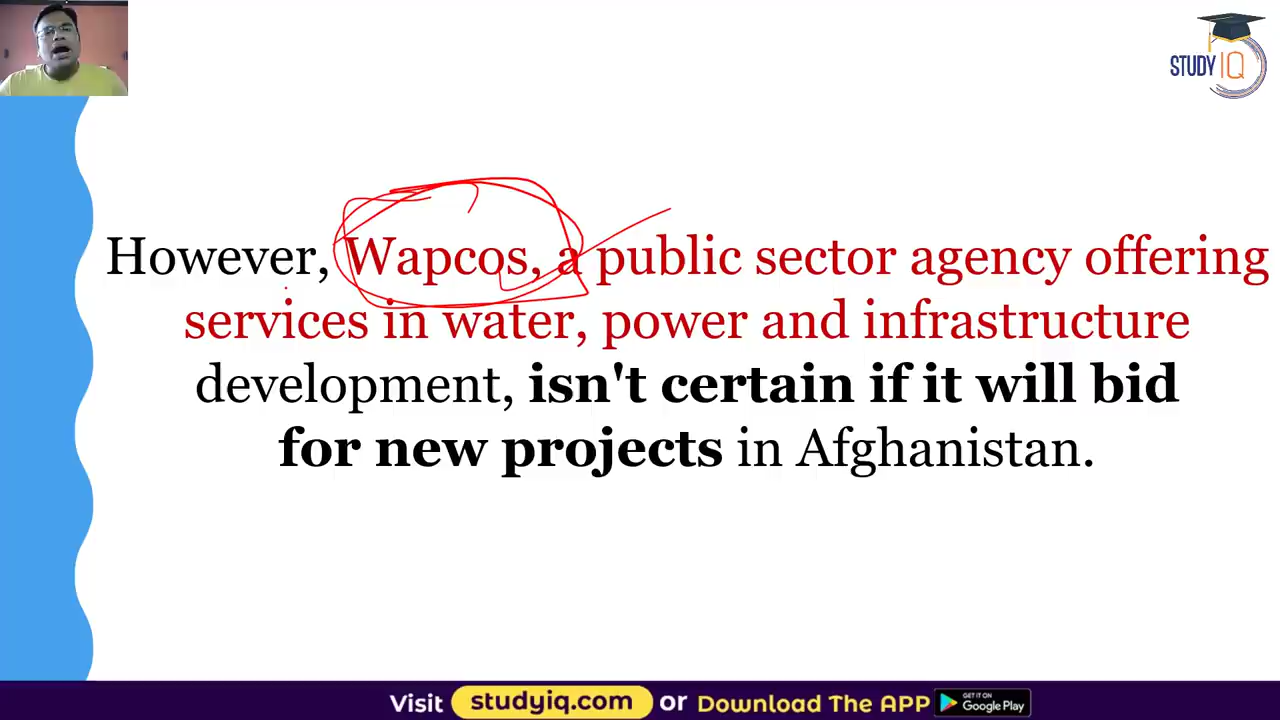 STUDY IQ
However, Wapcos, a public sector agency offering
services in water, power and infrastructure
development, isn't certain if it will bid
for new projects in Afghanistan.
Visit studyiq.com or Download The APP GET IT ON Google Play